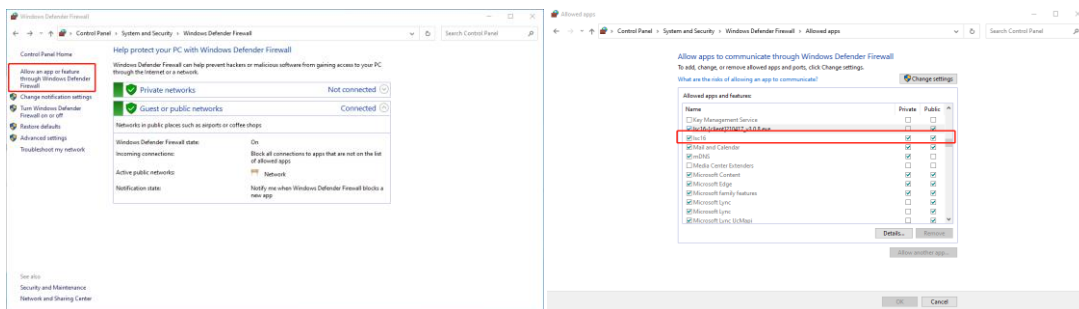 Windows Defender Firewall
Control Panel > System and Security > Windows Defender Firewall
Search Control Panel
Control Panel Home
Allow an app or feature
through Windows Defender
Firewall
Change notification settings
Turn Windows Defender
Firewall on or off
Restore defaults
Advanced settings
Troubleshoot my network
See also
Security and Maintenance
Network and Sharing Center
Help protect your PC with Windows Defender Firewall
Windows Defender Firewall can help prevent hackers or malicious software from gaining access to your PC
through the Internet or a network.
Private networks Not connected
Guest or public networks Connected
Networks in public places such as airports or coffee shops
Windows Defender Firewall state: On
Incoming connections: Block all connections to apps that are not on the list
of allowed apps
Active public networks: Network
Notification state: Notify me when Windows Defender Firewall blocks a
new app
Allowed apps
Control Panel > System and Security > Windows Defender Firewall > Allowed apps
Search Control Panel
Allow apps to communicate through Windows Defender Firewall
To add, change, or remove allowed apps and ports, click Change settings.
What are the risks of allowing an app to communicate?
Change settings
Allowed apps and features:
Name Private Public
Key Management Service
Mail and Calendar
mDNS
Media Center Extenders
Microsoft Content
Microsoft Edge
Microsoft family features
Microsoft Lync
Microsoft Lync
Microsoft Lync UcMapi
Details... Remove
Allow another app...
OK Cancel